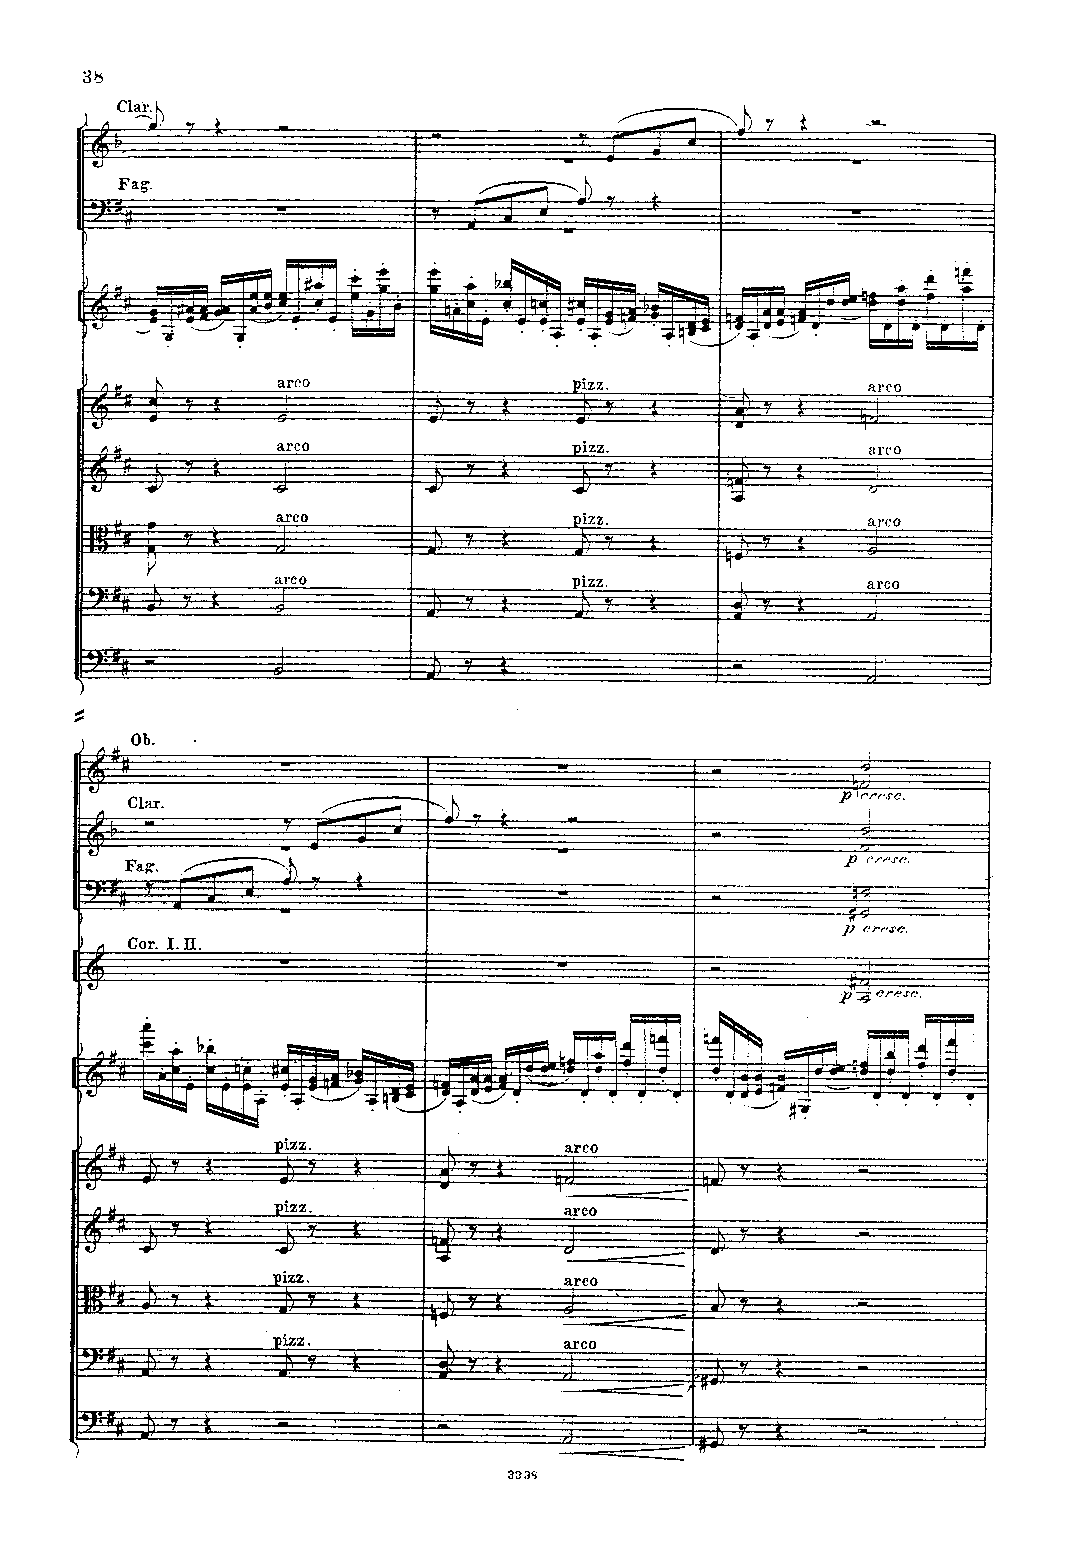 38
Clar.
Fag.
arco pizz. arco
arco pizz. arco
arco pizz. arco
arco pizz. arco
Ob.
p cresc.
Clar.
p cresc.
Fag.
p cresc.
Cor. I. II.
p cresc.
pizz. arco
pizz. arco
pizz. arco
pizz. arco
3338